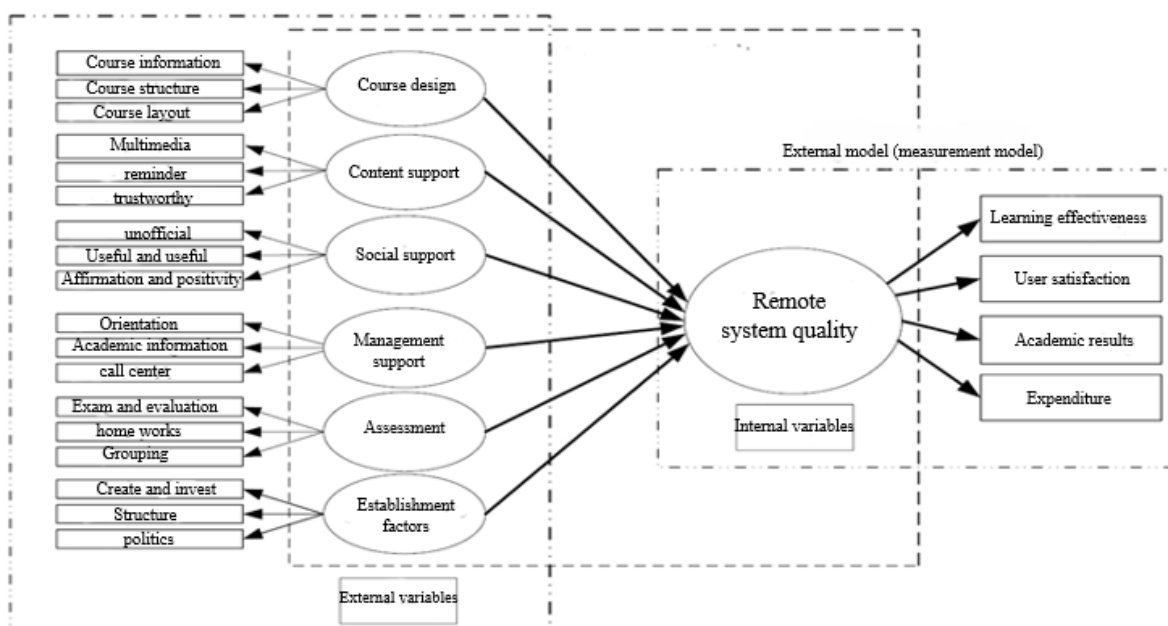 Course information
Course structure
Course layout
Course design
Multimedia
reminder
trustworthy
Content support
unofficial
Useful and useful
Affirmation and positivity
Social support
Orientation
Academic information
call center
Management
support
Exam and evaluation
home works
Grouping
Assessment
Create and invest
Structure
politics
Establishment
factors
External variables
External model (measurement model)
Remote
system quality
Internal variables
Learning effectiveness
User satisfaction
Academic results
Expenditure